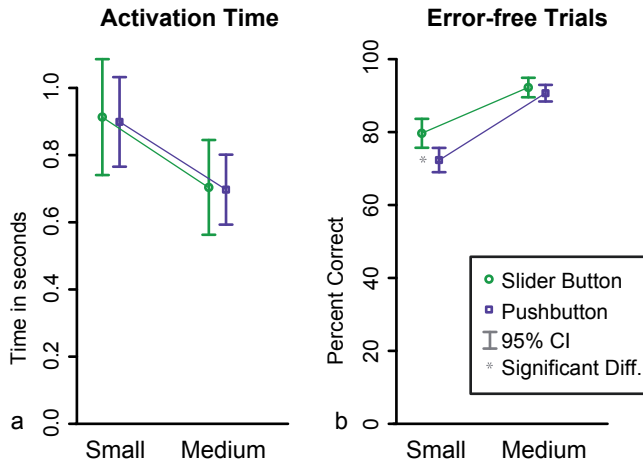 Activation Time
Time in seconds
1.0
0.8
0.6
0.4
0.2
0.0
a
Small Medium
Error-free Trials
Percent Correct
100
80
60
40
20
0
*
b
Small Medium
Slider Button
Pushbutton
95% CI
* Significant Diff.